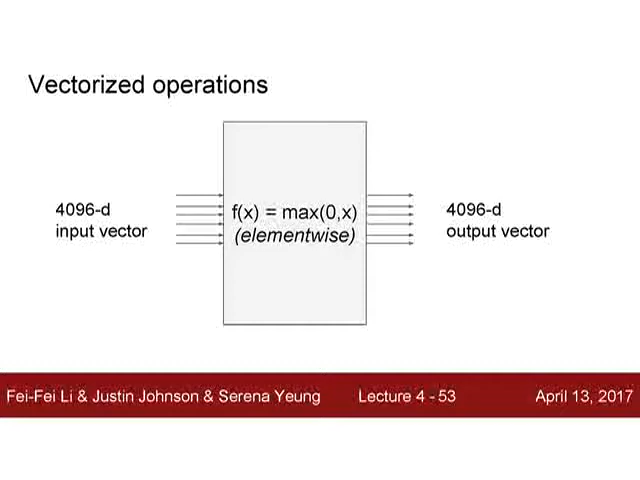 Vectorized operations
4096-d
input vector
f(x) = max(0,x)
(elementwise)
4096-d
output vector
Fei-Fei Li & Justin Johnson & Serena Yeung
Lecture 4 - 53
April 13, 2017